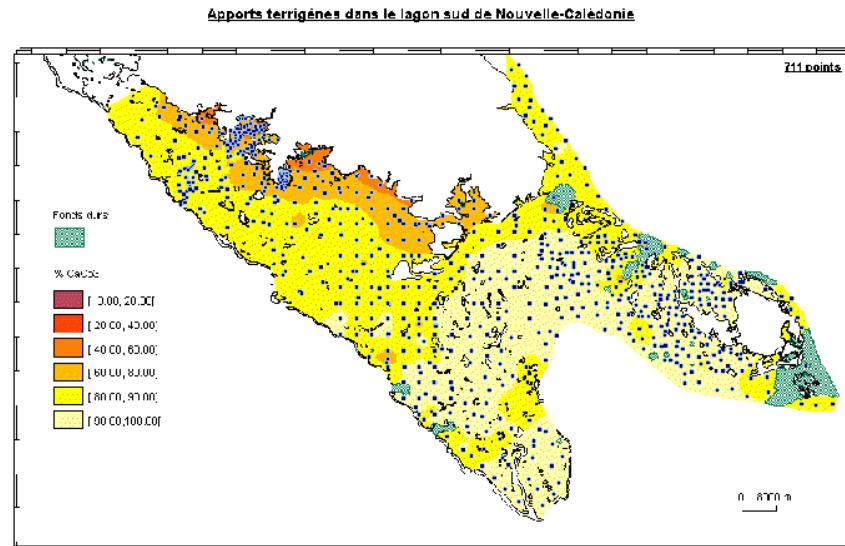 Apports terrigénes dans le lagon sud de Nouvelle-Calédonie
711 points
Fonds durs
% CaCo3
[ 0.00, 20.00[
[ 20.00, 40.00[
[ 40.00, 60.00[
[ 60.00, 80.00[
[ 80.00, 90.00[
[ 90.00,100.00[
0 8000 m